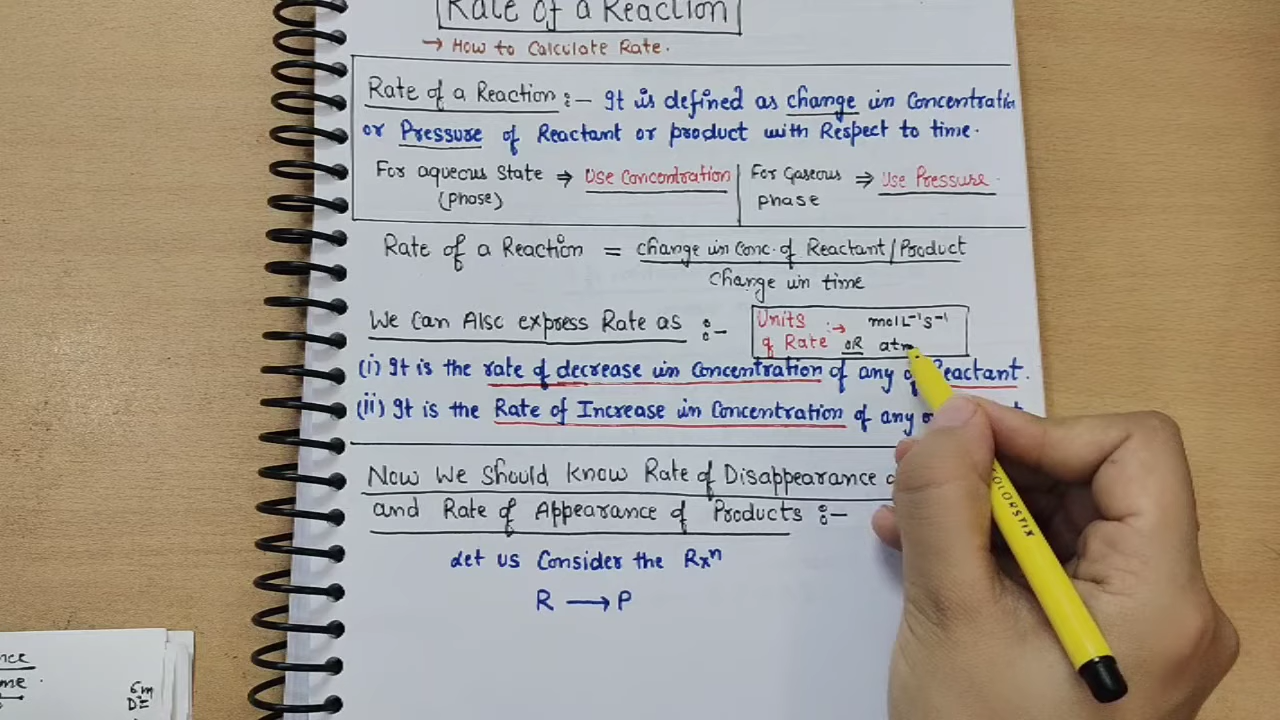 Rate of a Reaction
→ How to Calculate Rate.
Rate of a Reaction :- It is defined as change in Concentration
or Pressure of Reactant or product with Respect to time.
For aqueous State ⇒ Use Concentration
(phase)
For Gaseous ⇒ Use Pressure.
phase
Rate of a Reaction = change in Conc. of Reactant/Product
Change in time
We Can Also express Rate as :-
Units :→ mol L⁻¹s⁻¹
of Rate OR atm
(i) It is the rate of decrease in Concentration of any of Reactant.
(ii) It is the Rate of Increase in Concentration of any
Now We Should know Rate of Disappearance
and Rate of Appearance of Products :-
Let us Consider the Rxⁿ
R ⟶ P
COLORSTIX